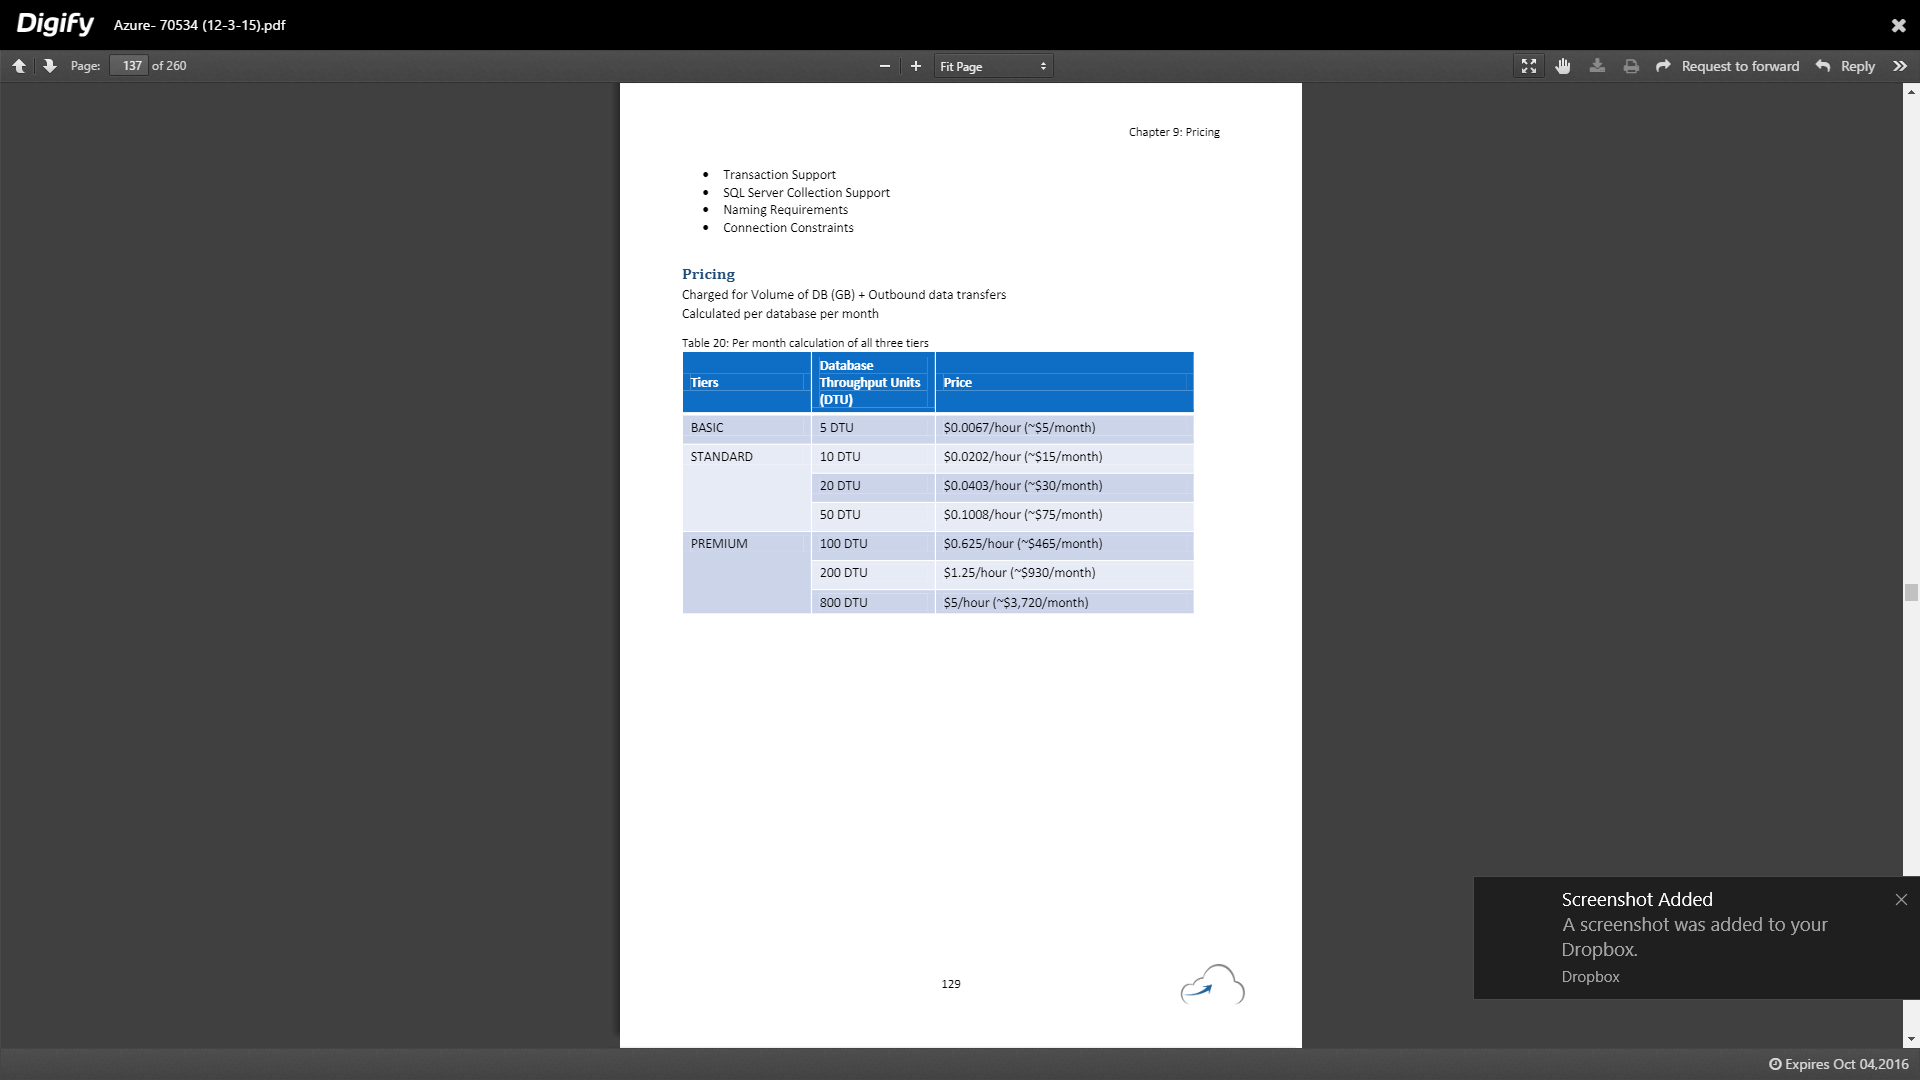 Digify Azure- 70534 (12-3-15).pdf
Page: 137 of 260 Fit Page Request to forward Reply
Chapter 9: Pricing
• Transaction Support
• SQL Server Collection Support
• Naming Requirements
• Connection Constraints
Pricing
Charged for Volume of DB (GB) + Outbound data transfers
Calculated per database per month
Table 20: Per month calculation of all three tiers
Tiers Database Throughput Units (DTU) Price
BASIC 5 DTU $0.0067/hour (~$5/month)
STANDARD 10 DTU $0.0202/hour (~$15/month)
20 DTU $0.0403/hour (~$30/month)
50 DTU $0.1008/hour (~$75/month)
PREMIUM 100 DTU $0.625/hour (~$465/month)
200 DTU $1.25/hour (~$930/month)
800 DTU $5/hour (~$3,720/month)
129
Screenshot Added
A screenshot was added to your
Dropbox.
Dropbox
Expires Oct 04,2016